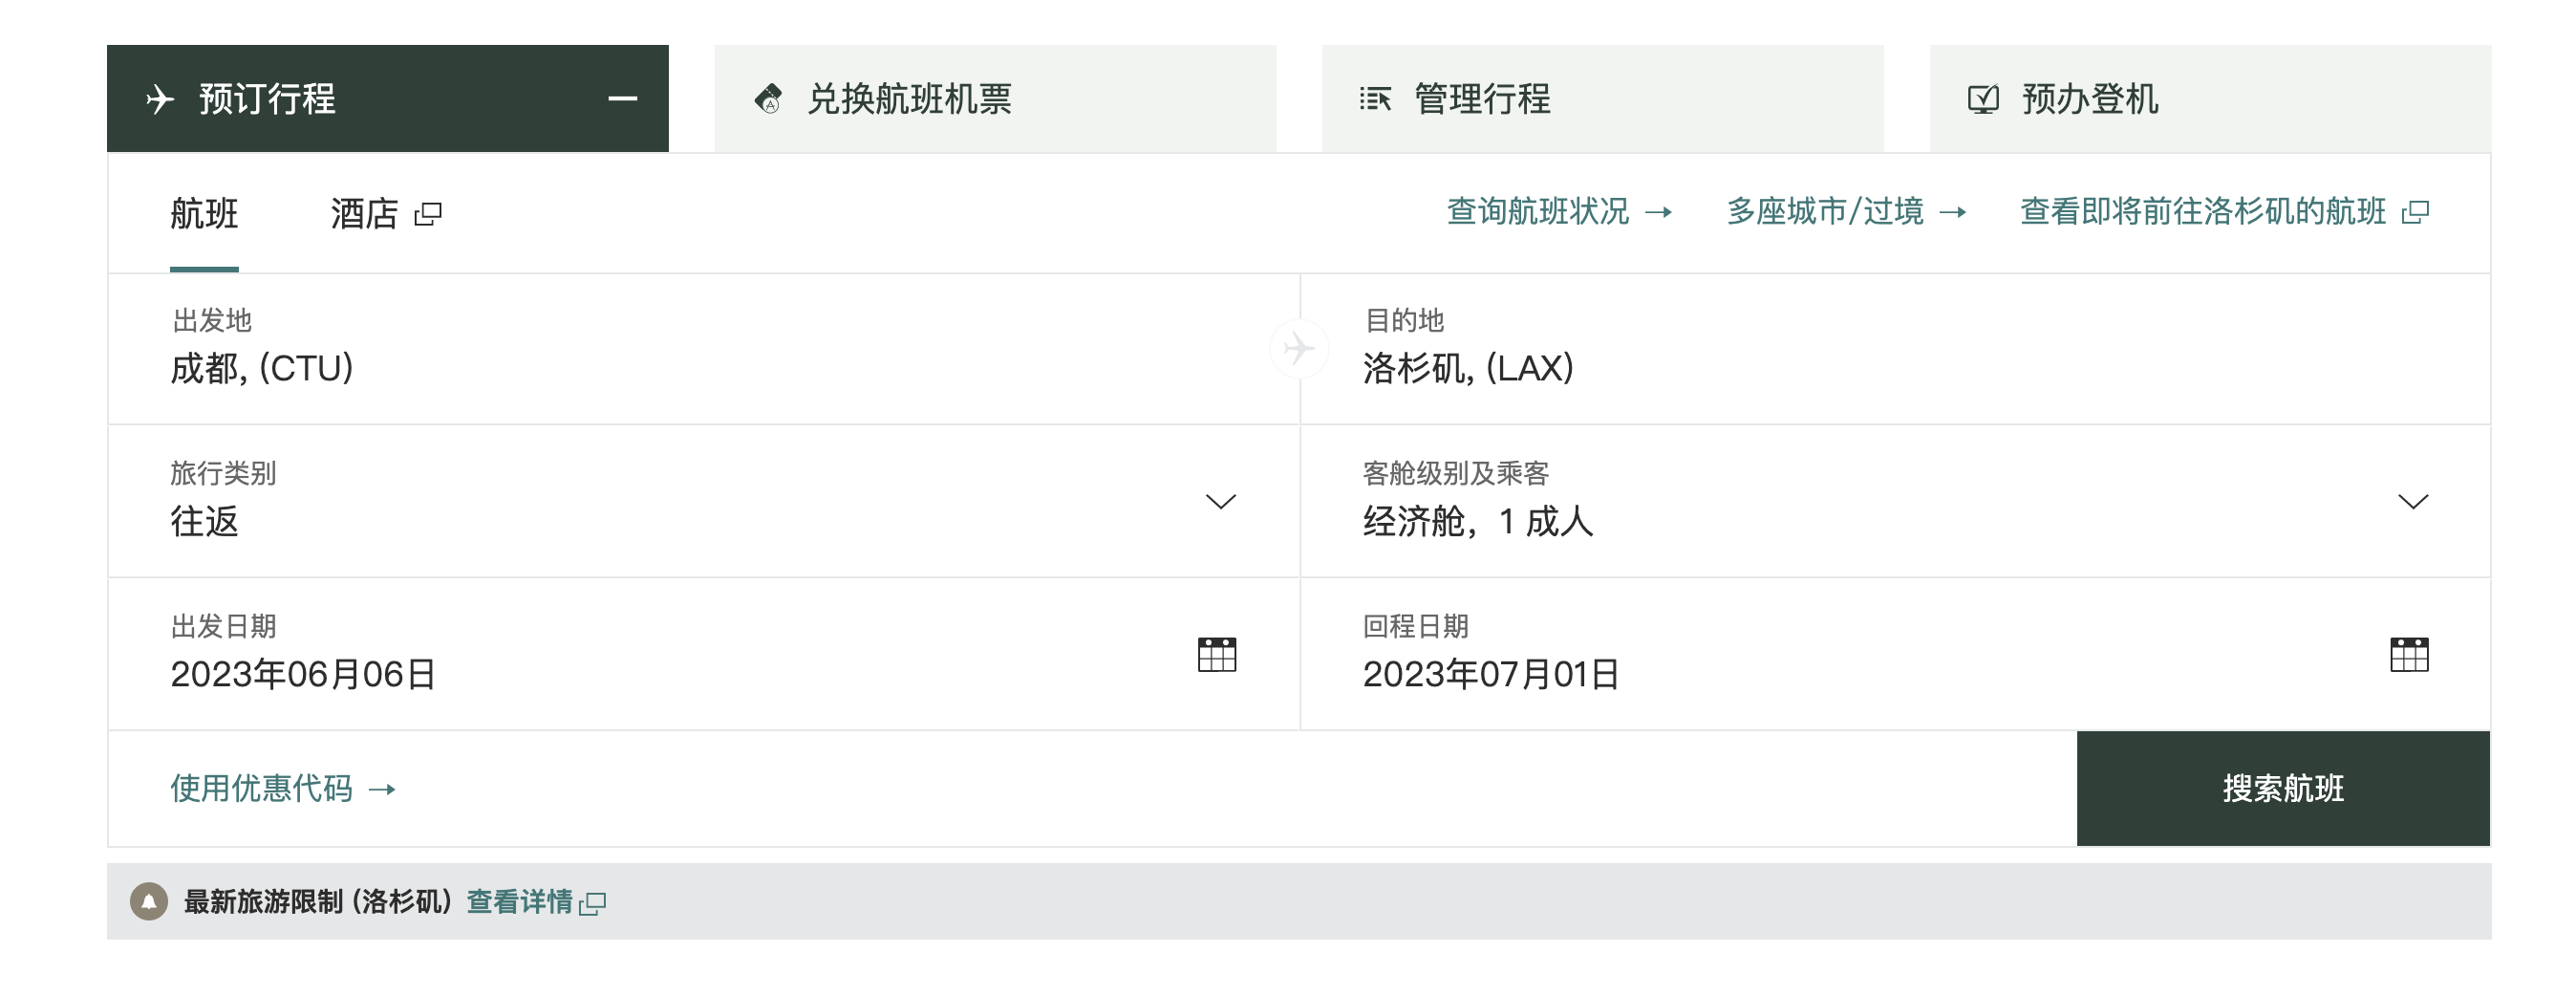 预订行程
兑换航班机票
管理行程
预办登机
航班
酒店
查询航班状况 →
多座城市/过境 →
查看即将前往洛杉矶的航班
出发地
成都, (CTU)
目的地
洛杉矶, (LAX)
旅行类别
往返
客舱级别及乘客
经济舱，1 成人
出发日期
2023年06月06日
回程日期
2023年07月01日
使用优惠代码 →
搜索航班
最新旅游限制 (洛杉矶) 查看详情